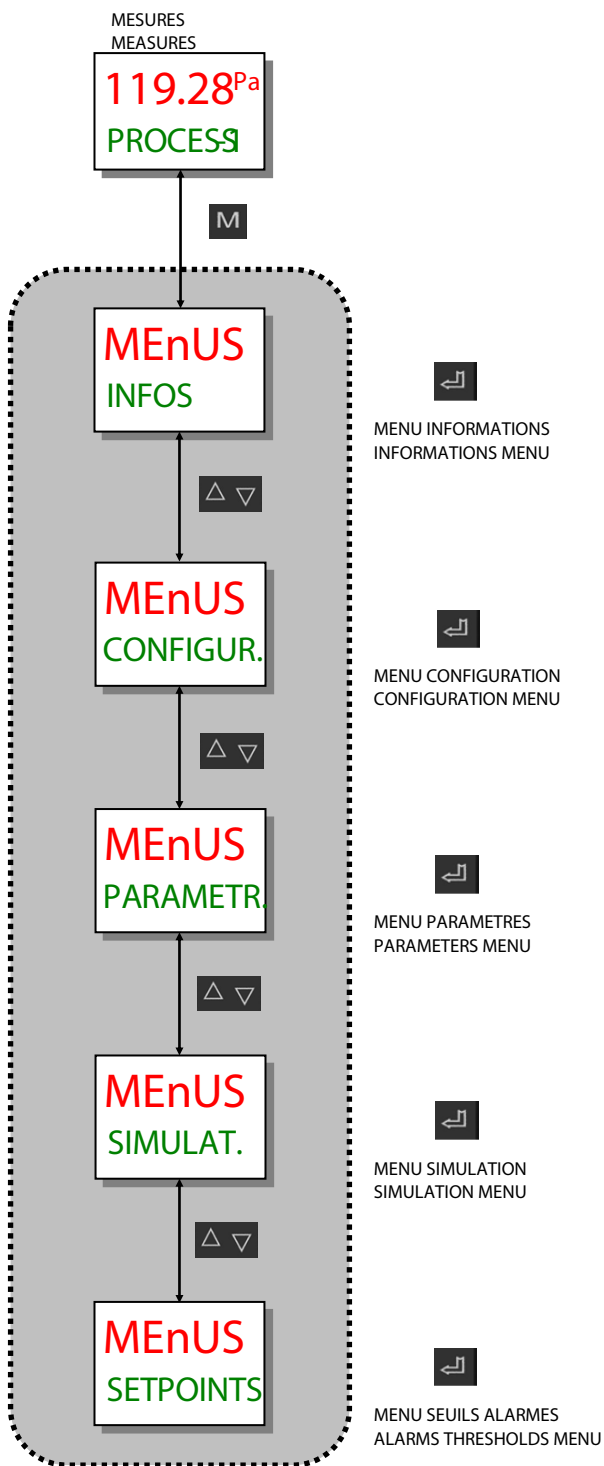 MESURES
MEASURES
119.28Pa
PROCESS1
M
MEnUS
INFOS
MENU INFORMATIONS
INFORMATIONS MENU
MEnUS
CONFIGUR.
MENU CONFIGURATION
CONFIGURATION MENU
MEnUS
PARAMETR.
MENU PARAMETRES
PARAMETERS MENU
MEnUS
SIMULAT.
MENU SIMULATION
SIMULATION MENU
MEnUS
SETPOINTS
MENU SEUILS ALARMES
ALARMS THRESHOLDS MENU